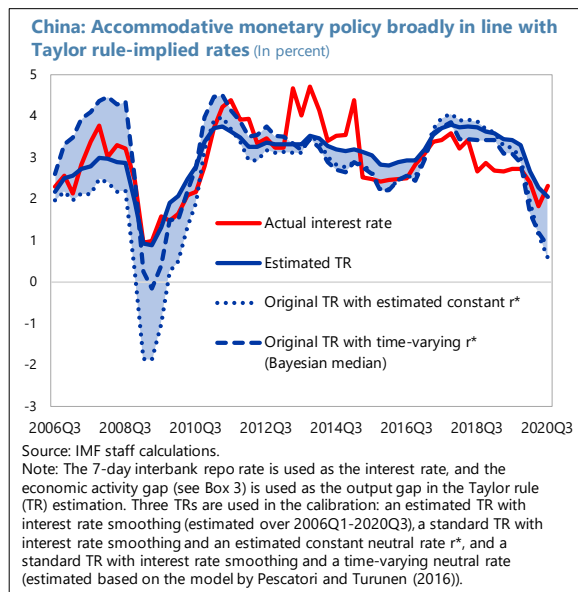 China: Accommodative monetary policy broadly in line with
Taylor rule-implied rates (In percent)
5
4
3
2
1
0
-1
-2
-3
Actual interest rate
Estimated TR
Original TR with estimated constant r*
Original TR with time-varying r*
(Bayesian median)
2006Q3 2008Q3 2010Q3 2012Q3 2014Q3 2016Q3 2018Q3 2020Q3
Source: IMF staff calculations.
Note: The 7-day interbank repo rate is used as the interest rate, and the
economic activity gap (see Box 3) is used as the output gap in the Taylor rule
(TR) estimation. Three TRs are used in the calibration: an estimated TR with
interest rate smoothing (estimated over 2006Q1-2020Q3), a standard TR with
interest rate smoothing and an estimated constant neutral rate r*, and a
standard TR with interest rate smoothing and a time-varying neutral rate
(estimated based on the model by Pescatori and Turunen (2016)).